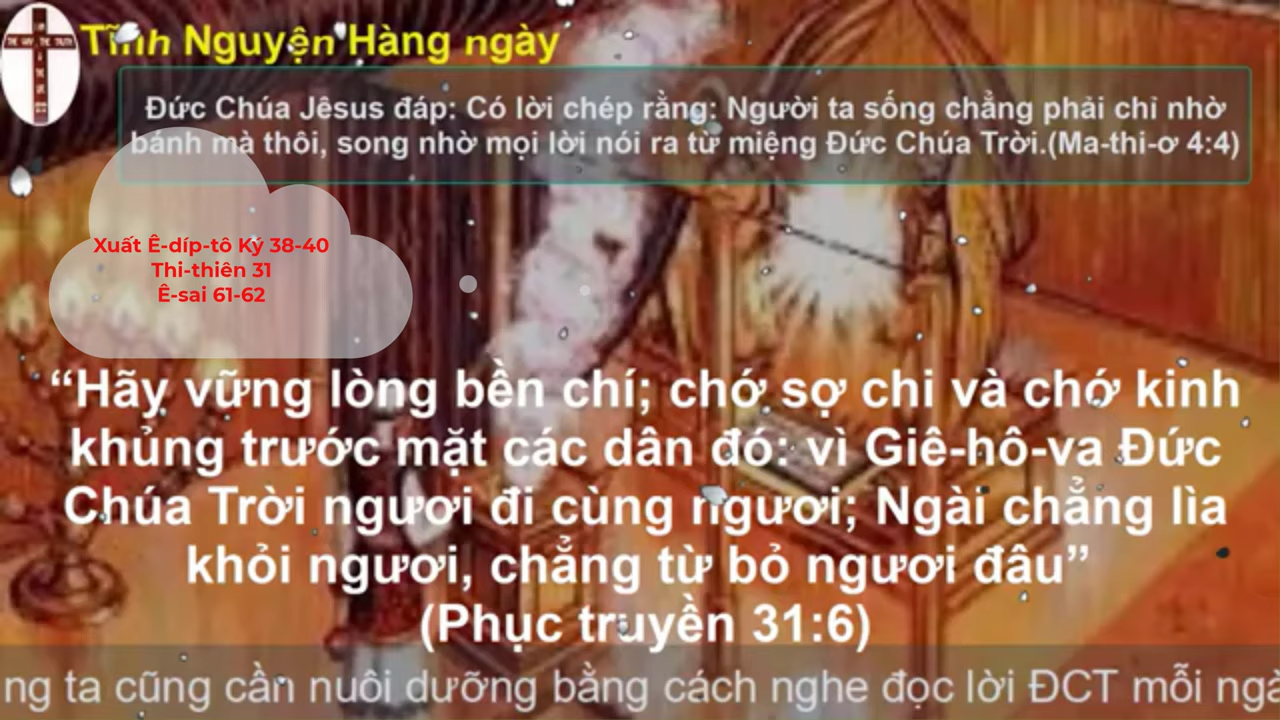 Tĩnh Nguyện Hàng ngày
Đức Chúa Jêsus đáp: Có lời chép rằng: Người ta sống chẳng phải chỉ nhờ
bánh mà thôi, song nhờ mọi lời nói ra từ miệng Đức Chúa Trời.(Ma-thi-ơ 4:4)
Xuất Ê-díp-tô Ký 38-40
Thi-thiên 31
Ê-sai 61-62
“Hãy vững lòng bền chí; chớ sợ chi và chớ kinh
khủng trước mặt các dân đó: vì Giê-hô-va Đức
Chúa Trời ngươi đi cùng ngươi; Ngài chẳng lìa
khỏi ngươi, chẳng từ bỏ ngươi đâu”
(Phục truyền 31:6)
ng ta cũng cần nuôi dưỡng bằng cách nghe đọc lời ĐCT mỗi ngà